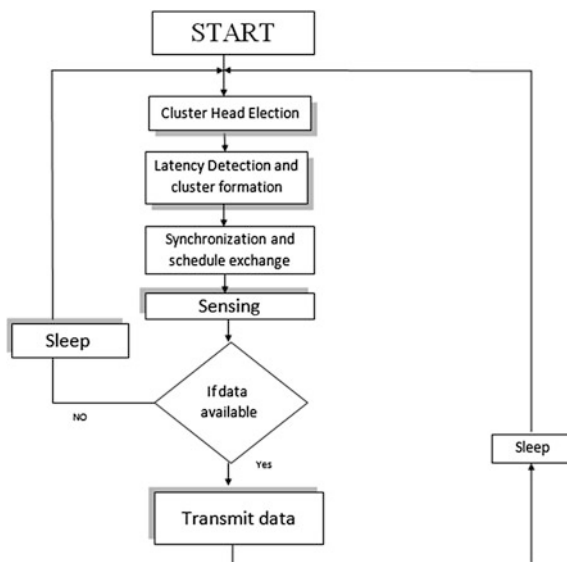 START
Cluster Head Election
Latency Detection and
cluster formation
Synchronization and
schedule exchange
Sensing
Sleep
If data
available
NO
Yes
Sleep
Transmit data